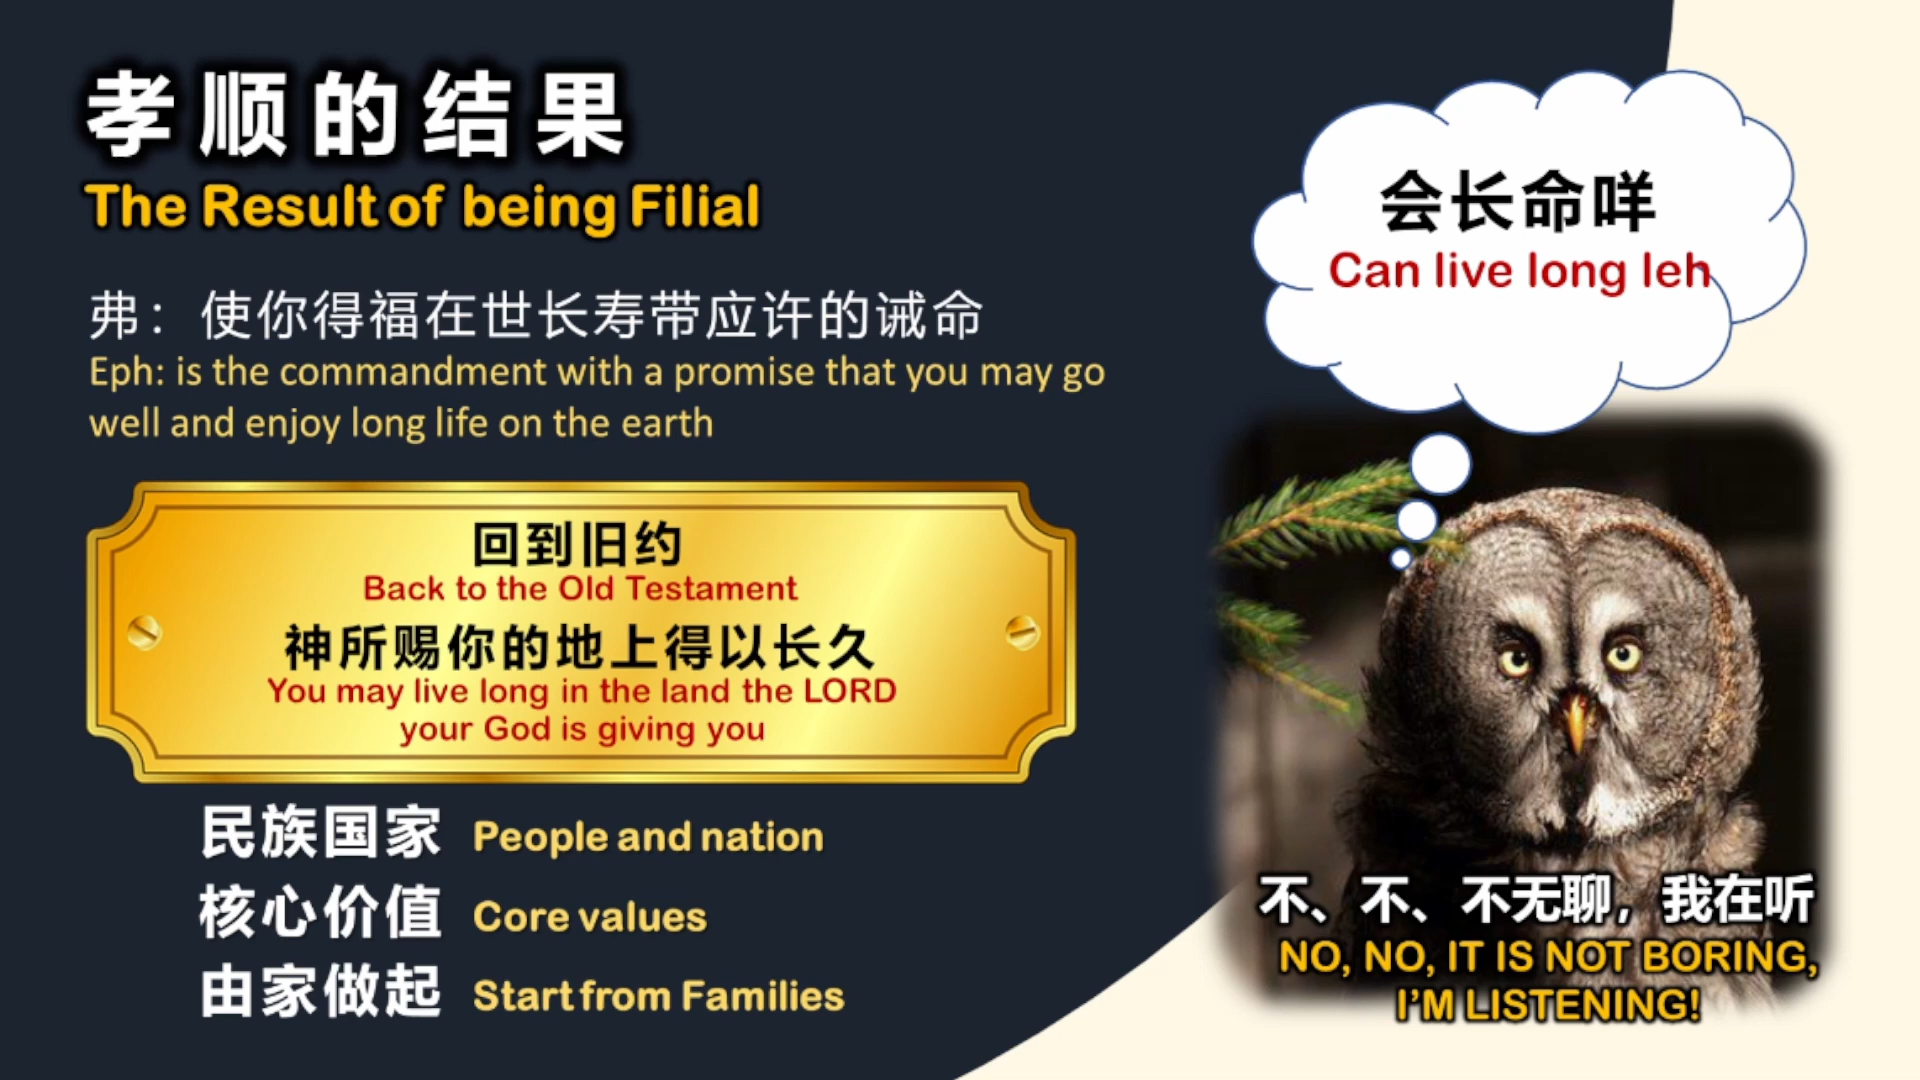 孝顺的结果
The Result of being Filial
弗：使你得福在世长寿带应许的诫命
Eph: is the commandment with a promise that you may go
well and enjoy long life on the earth
回到旧约
Back to the Old Testament
神所赐你的地上得以长久
You may live long in the land the LORD
your God is giving you
民族国家 People and nation
核心价值 Core values
由家做起 Start from Families
会长命咩
Can live long leh
不、不、不无聊，我在听
NO, NO, IT IS NOT BORING,
I'M LISTENING!